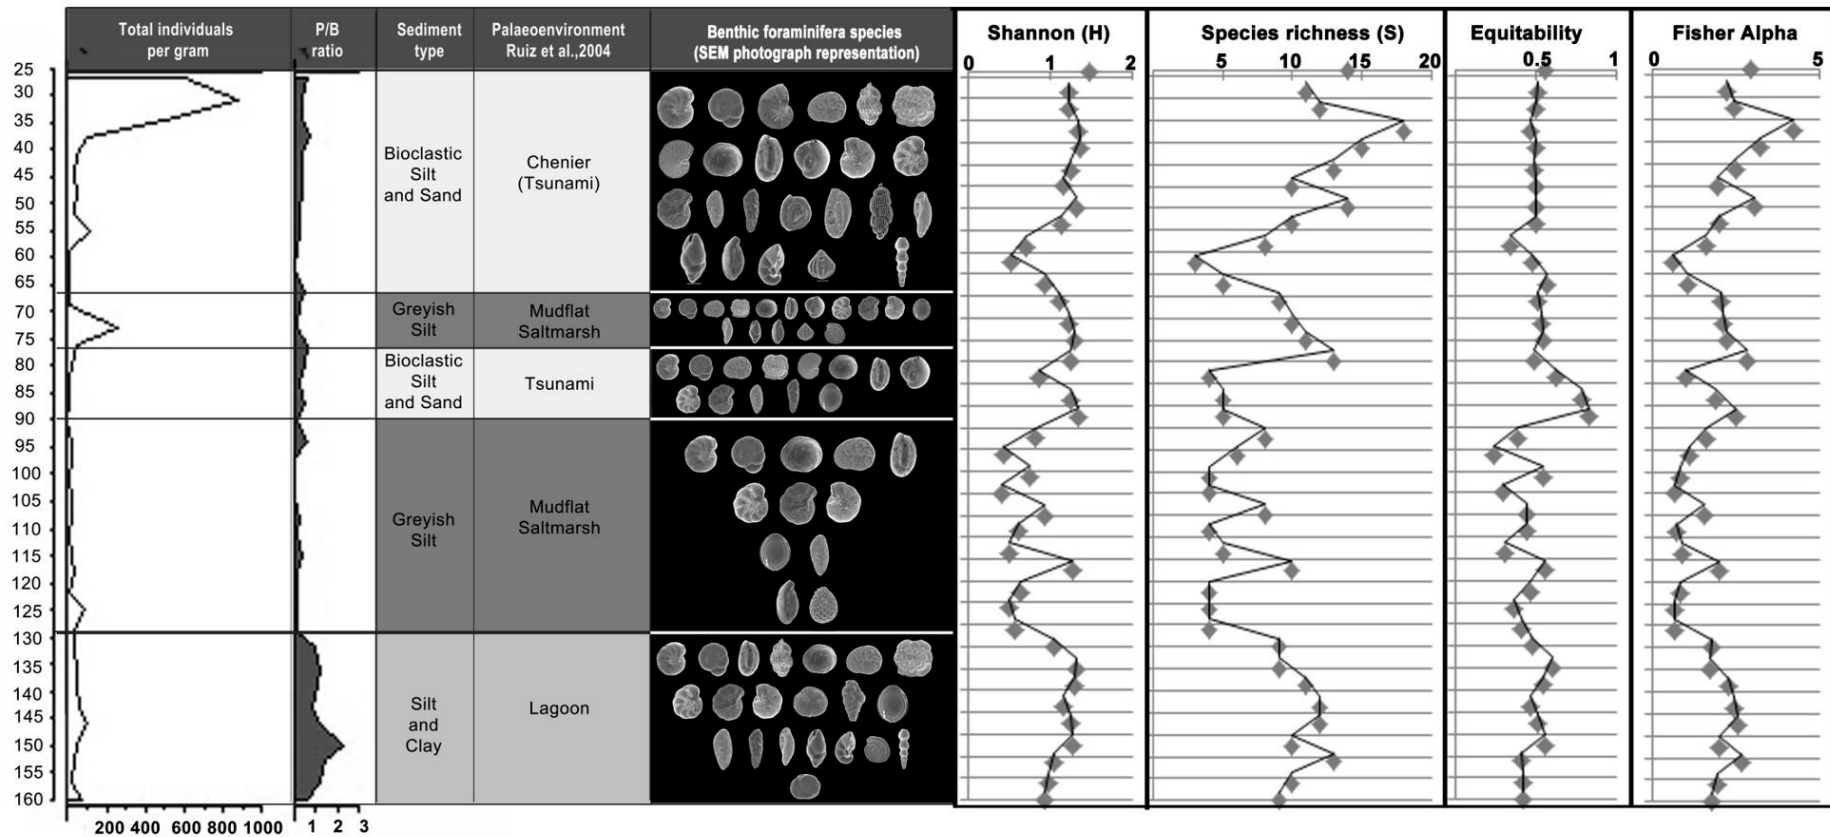 Total individuals
per gram
P/B
ratio
Sediment
type
Palaeoenvironment
Ruiz et al.,2004
Benthic foraminifera species
(SEM photograph representation)
Shannon (H)
Species richness (S)
Equitability
Fisher Alpha
0 1 2
5 10 15 20
0.5 1
0 5
25
30
35
40
45
50
55
60
65
70
75
80
85
90
95
100
105
110
115
120
125
130
135
140
145
150
155
160
Bioclastic
Silt
and Sand
Chenier
(Tsunami)
Greyish
Silt
Mudflat
Saltmarsh
Bioclastic
Silt
and Sand
Tsunami
Greyish
Silt
Mudflat
Saltmarsh
Silt
and
Clay
Lagoon
200 400 600 800 1000
1 2 3